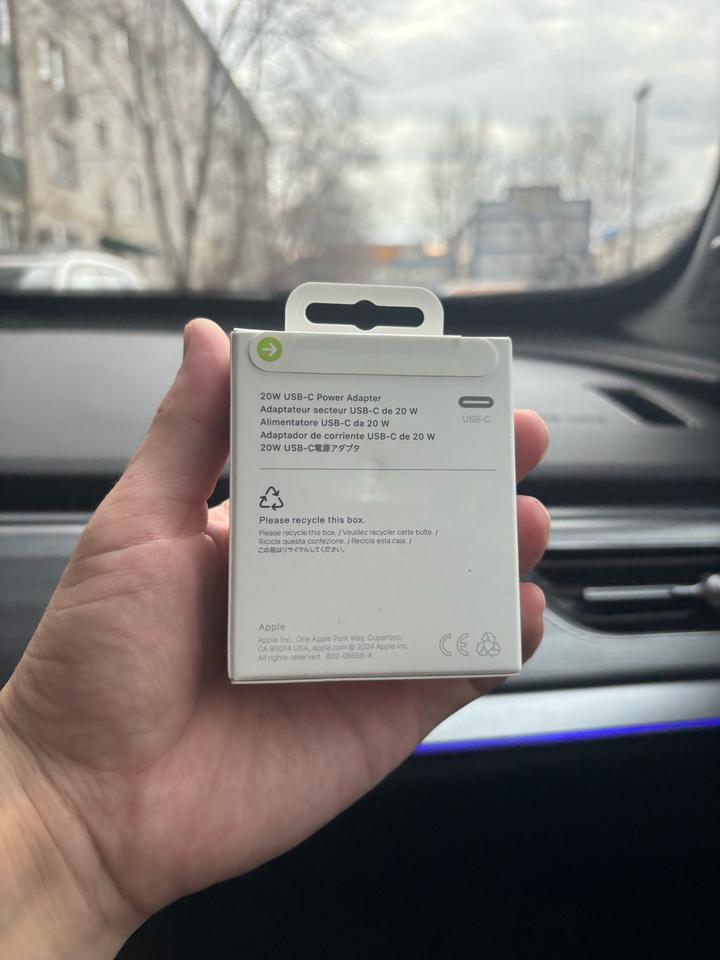 20W USB-C Power Adapter
Adaptateur secteur USB-C de 20 W
Alimentatore USB-C da 20 W
Adaptador de corriente USB-C de 20 W
20W USB-C電源アダプタ
USB-C
Please recycle this box.
Please recycle this box. / Veuillez recycler cette boîte. /
Ricicla questa confezione. / Recicla esta caja. /
この箱はリサイクルしてください。
Apple
Apple Inc., One Apple Park Way, Cupertino,
CA 95014 USA, apple.com © 2024 Apple Inc.
All rights reserved. 602-06556-A
CE